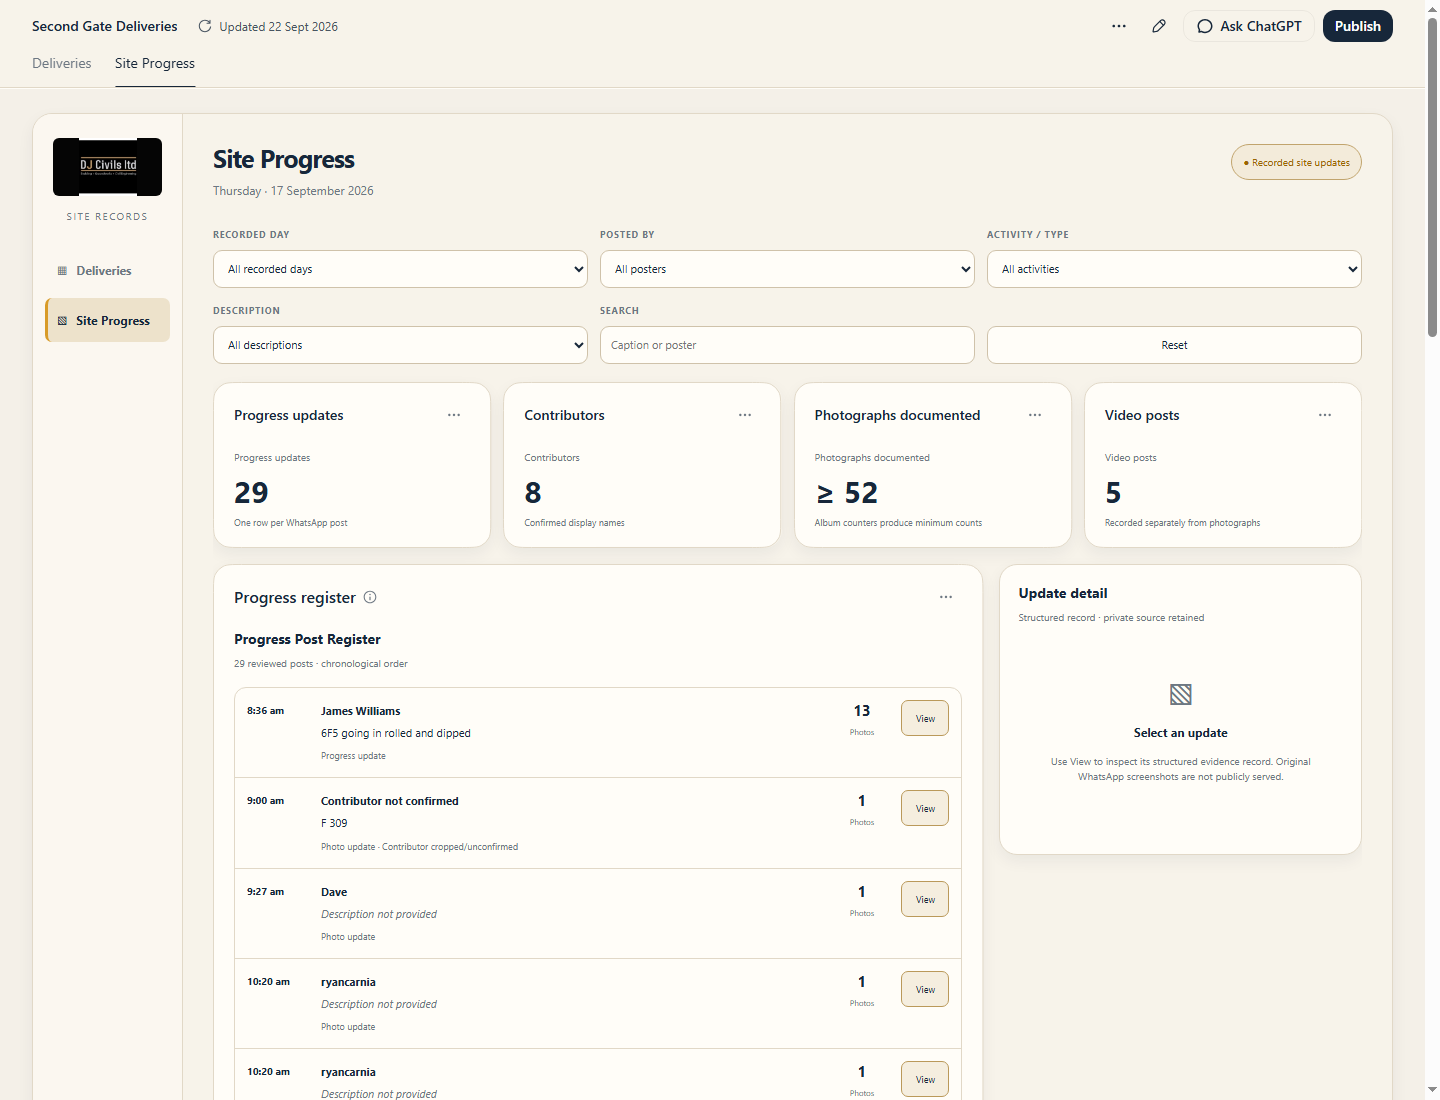 Second Gate Deliveries
Updated 22 Sept 2026
Ask ChatGPT
Publish
Deliveries
Site Progress
DJ Civils ltd
SITE RECORDS
Deliveries
Site Progress
Site Progress
Thursday · 17 September 2026
• Recorded site updates
RECORDED DAY
POSTED BY
ACTIVITY / TYPE
All recorded days
All posters
All activities
DESCRIPTION
SEARCH
All descriptions
Caption or poster
Reset
Progress updates
Progress updates
29
One row per WhatsApp post
Contributors
Contributors
8
Confirmed display names
Photographs documented
Photographs documented
≥ 52
Album counters produce minimum counts
Video posts
Video posts
5
Recorded separately from photographs
Progress register
Progress Post Register
29 reviewed posts · chronological order
8:36 am
James Williams
6F5 going in rolled and dipped
Progress update
13
Photos
View
9:00 am
Contributor not confirmed
F 309
Photo update · Contributor cropped/unconfirmed
1
Photos
View
9:27 am
Dave
Description not provided
Photo update
1
Photos
View
10:20 am
ryancarnia
Description not provided
Photo update
1
Photos
View
10:20 am
ryancarnia
Description not provided
1
Photos
View
Update detail
Structured record · private source retained
Select an update
Use View to inspect its structured evidence record. Original
WhatsApp screenshots are not publicly served.